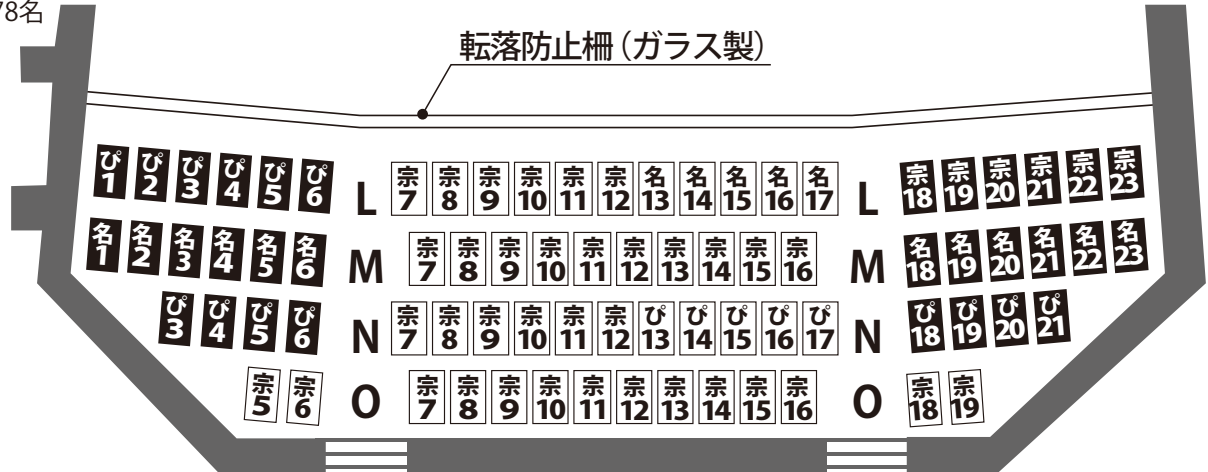 78名
転落防止柵（ガラス製）
ぴ1 ぴ2 ぴ3 ぴ4 ぴ5 ぴ6 L 宗7 宗8 宗9 宗10 宗11 宗12 名13 名14 名15 名16 名17 L 宗18 宗19 宗20 宗21 宗22 宗23
名1 名2 名3 名4 名5 名6 M 宗7 宗8 宗9 宗10 宗11 宗12 宗13 宗14 宗15 宗16 M 名18 名19 名20 名21 名22 名23
ぴ3 ぴ4 ぴ5 ぴ6 N 宗7 宗8 宗9 宗10 宗11 宗12 ぴ13 ぴ14 ぴ15 ぴ16 ぴ17 N ぴ18 ぴ19 ぴ20 ぴ21
宗5 宗6 O 宗7 宗8 宗9 宗10 宗11 宗12 宗13 宗14 宗15 宗16 O 宗18 宗19